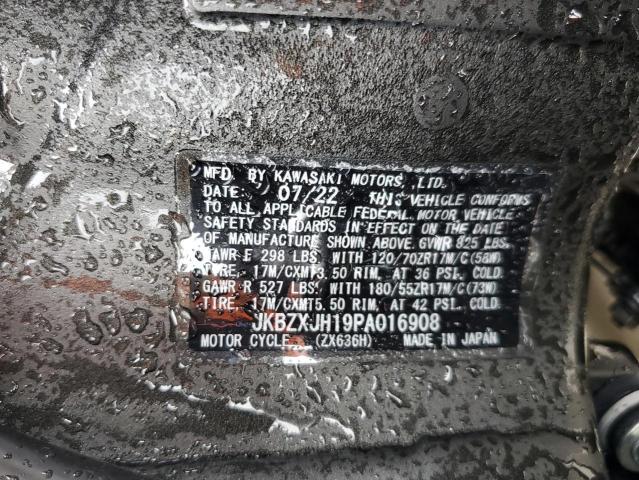 MFD. BY KAWASAKI MOTORS, LTD.
DATE: 07/22 THIS VEHICLE CONFORMS
TO ALL APPLICABLE FEDERAL MOTOR VEHICLE
SAFETY STANDARDS IN EFFECT ON THE DATE
OF MANUFACTURE SHOWN ABOVE. GVWR 825 LBS.
GAWR F 298 LBS. WITH 120/70ZR17M/C(58W)
TIRE, 17M/CXMT3.50 RIM, AT 36 PSI. COLD.
GAWR R 527 LBS. WITH 180/55ZR17M/C(73W)
TIRE, 17M/CXMT5.50 RIM, AT 42 PSI. COLD.
JKBZXJH19PA016908
MOTOR CYCLE (ZX636H) MADE IN JAPAN